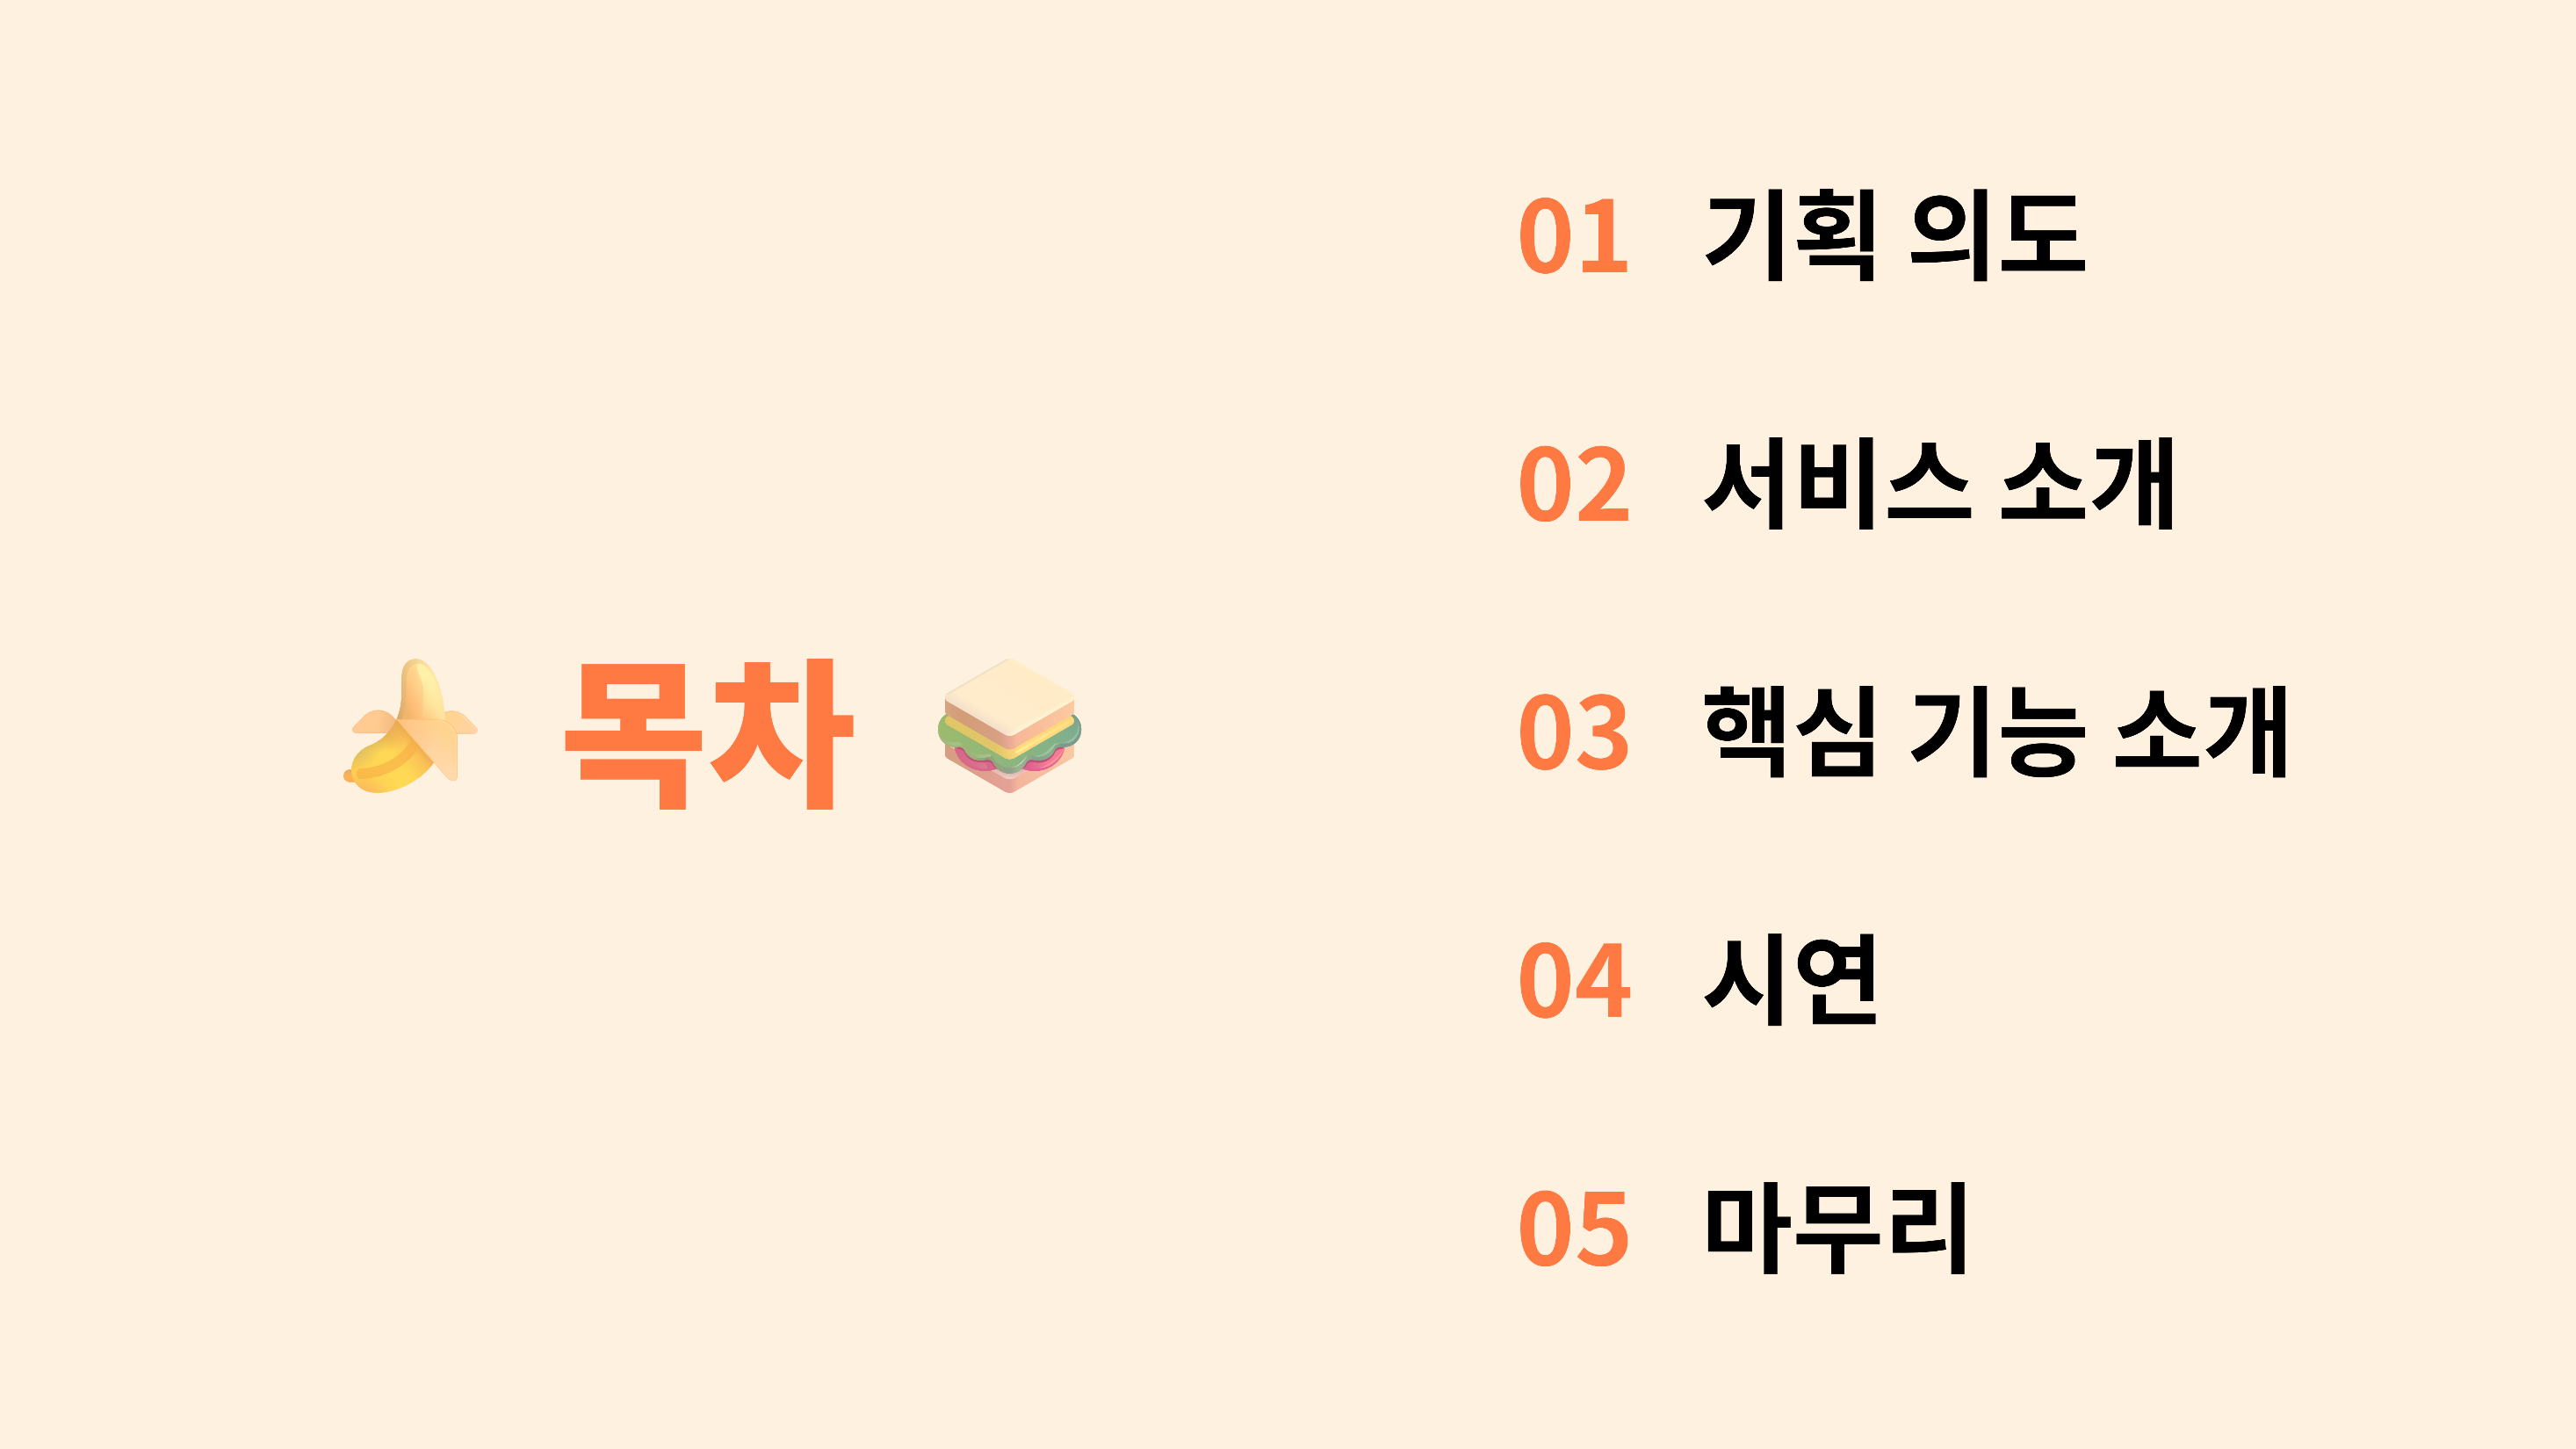 목차
01 기획 의도
02 서비스 소개
03 핵심 기능 소개
04 시연
05 마무리